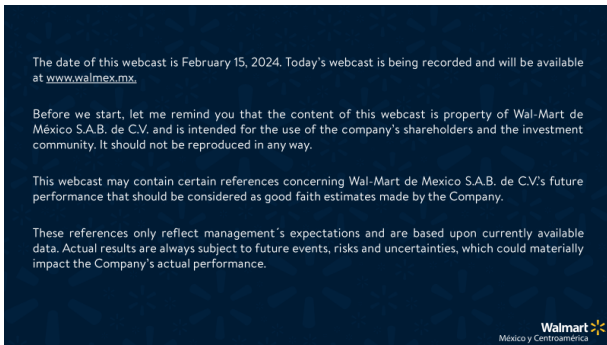 The date of this webcast is February 15, 2024. Today's webcast is being recorded and will be available
at www.walmex.mx.
Before we start, let me remind you that the content of this webcast is property of Wal-Mart de
México S.A.B. de C.V. and is intended for the use of the company's shareholders and the investment
community. It should not be reproduced in any way.
This webcast may contain certain references concerning Wal-Mart de Mexico S.A.B. de C.V.'s future
performance that should be considered as good faith estimates made by the Company.
These references only reflect management´s expectations and are based upon currently available
data. Actual results are always subject to future events, risks and uncertainties, which could materially
impact the Company's actual performance.
Walmart
México y Centroamérica